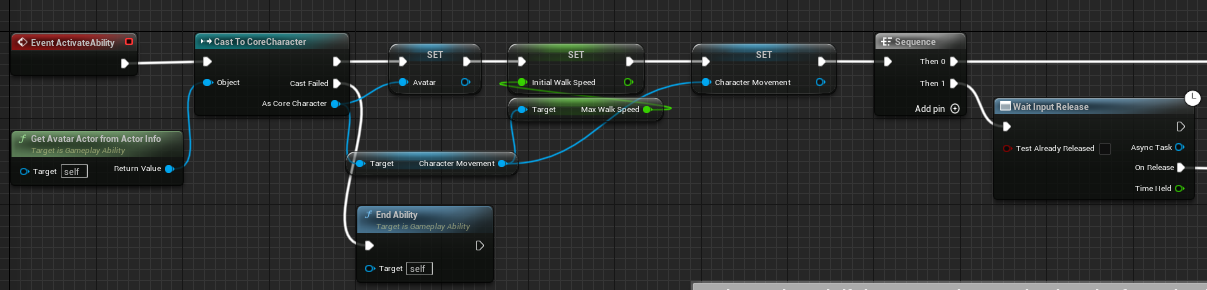 Event ActivateAbility
Cast To CoreCharacter
Object
Cast Failed
As Core Character
Get Avatar Actor from Actor Info
Target is Gameplay Ability
Target
self
Return Value
SET
Avatar
SET
Initial Walk Speed
Target
Max Walk Speed
Target
Character Movement
End Ability
Target is Gameplay Ability
Target
self
SET
Character Movement
Sequence
Then 0
Then 1
Add pin
Wait Input Release
Test Already Released
Async Task
On Release
Time Held